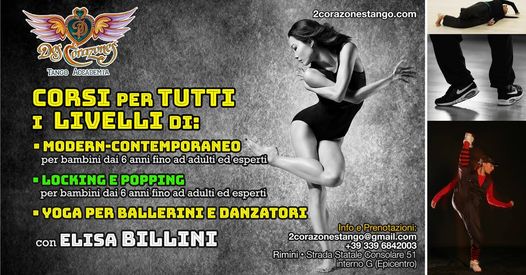 2corazonestango.com
D
Dos Corazones
Tango Accademia
CORSI PER TUTTI
I LIVELLI DI:
• MODERN-CONTEMPORANEO
per bambini dai 6 anni fino ad adulti ed esperti
• LOCKING E POPPING
per bambini dai 6 anni fino ad adulti ed esperti
• YOGA PER BALLERINI E DANZATORI
con ELISA BILLINI
Info e Prenotazioni:
2corazonestango@gmail.com
+39 339 6842003
Rimini • Strada Statale Consolare 51
interno G (Epicentro)